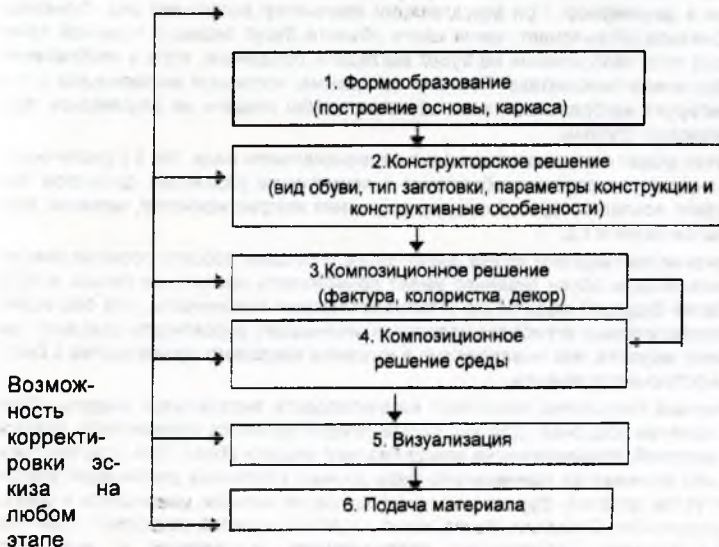 1. Формообразование
(построение основы, каркаса)
2.Конструкторское решение
(вид обуви, тип заготовки, параметры конструкции и
конструктивные особенности)
3.Композиционное решение
(фактура, колористка, декор)
4. Композиционное
решение среды
5. Визуализация
6. Подача материала
Возмож-
ность
корректи-
ровки эс-
киза на
любом
этапе